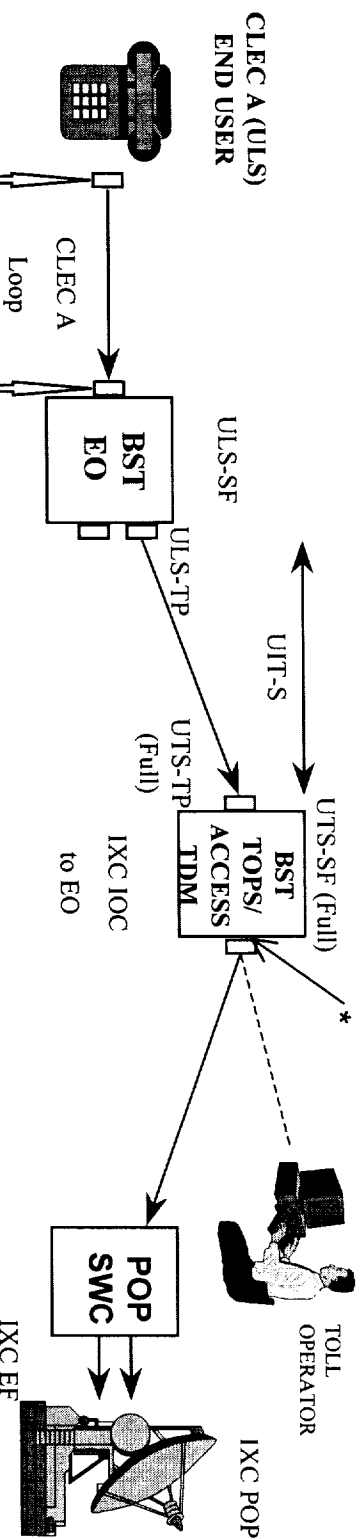 CLEC A (ULS)
END USER
CLEC A
Loop
ULS-SF
BST
EO
ULS-TP
UIT-S
UTS-TP
(Full)
UTS-SF (Full)
BST
TOPS/
ACCESS
TDM
IXC IOC
to EO
*
TOLL
OPERATOR
POP
SWC
IXC POP
IXC EF